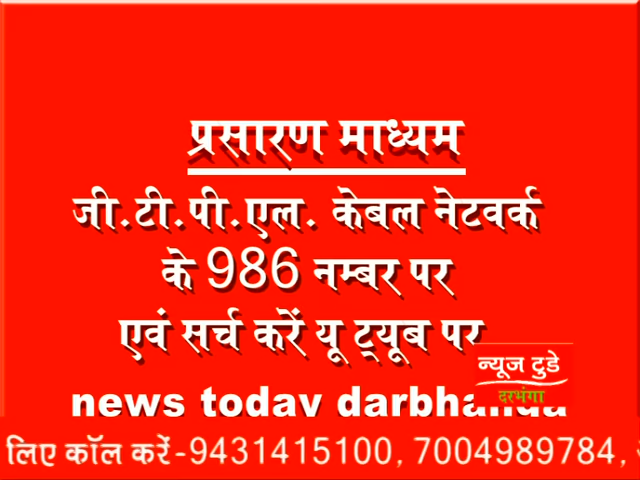 प्रसारण माध्यम
जी.टी.पी.एल. केबल नेटवर्क
के 986 नम्बर पर
एवं सर्च करें यू ट्यूब पर
न्यूज टुडे
दरभंगा
news today darbhanga
लिए कॉल करें-9431415100, 7004989784,